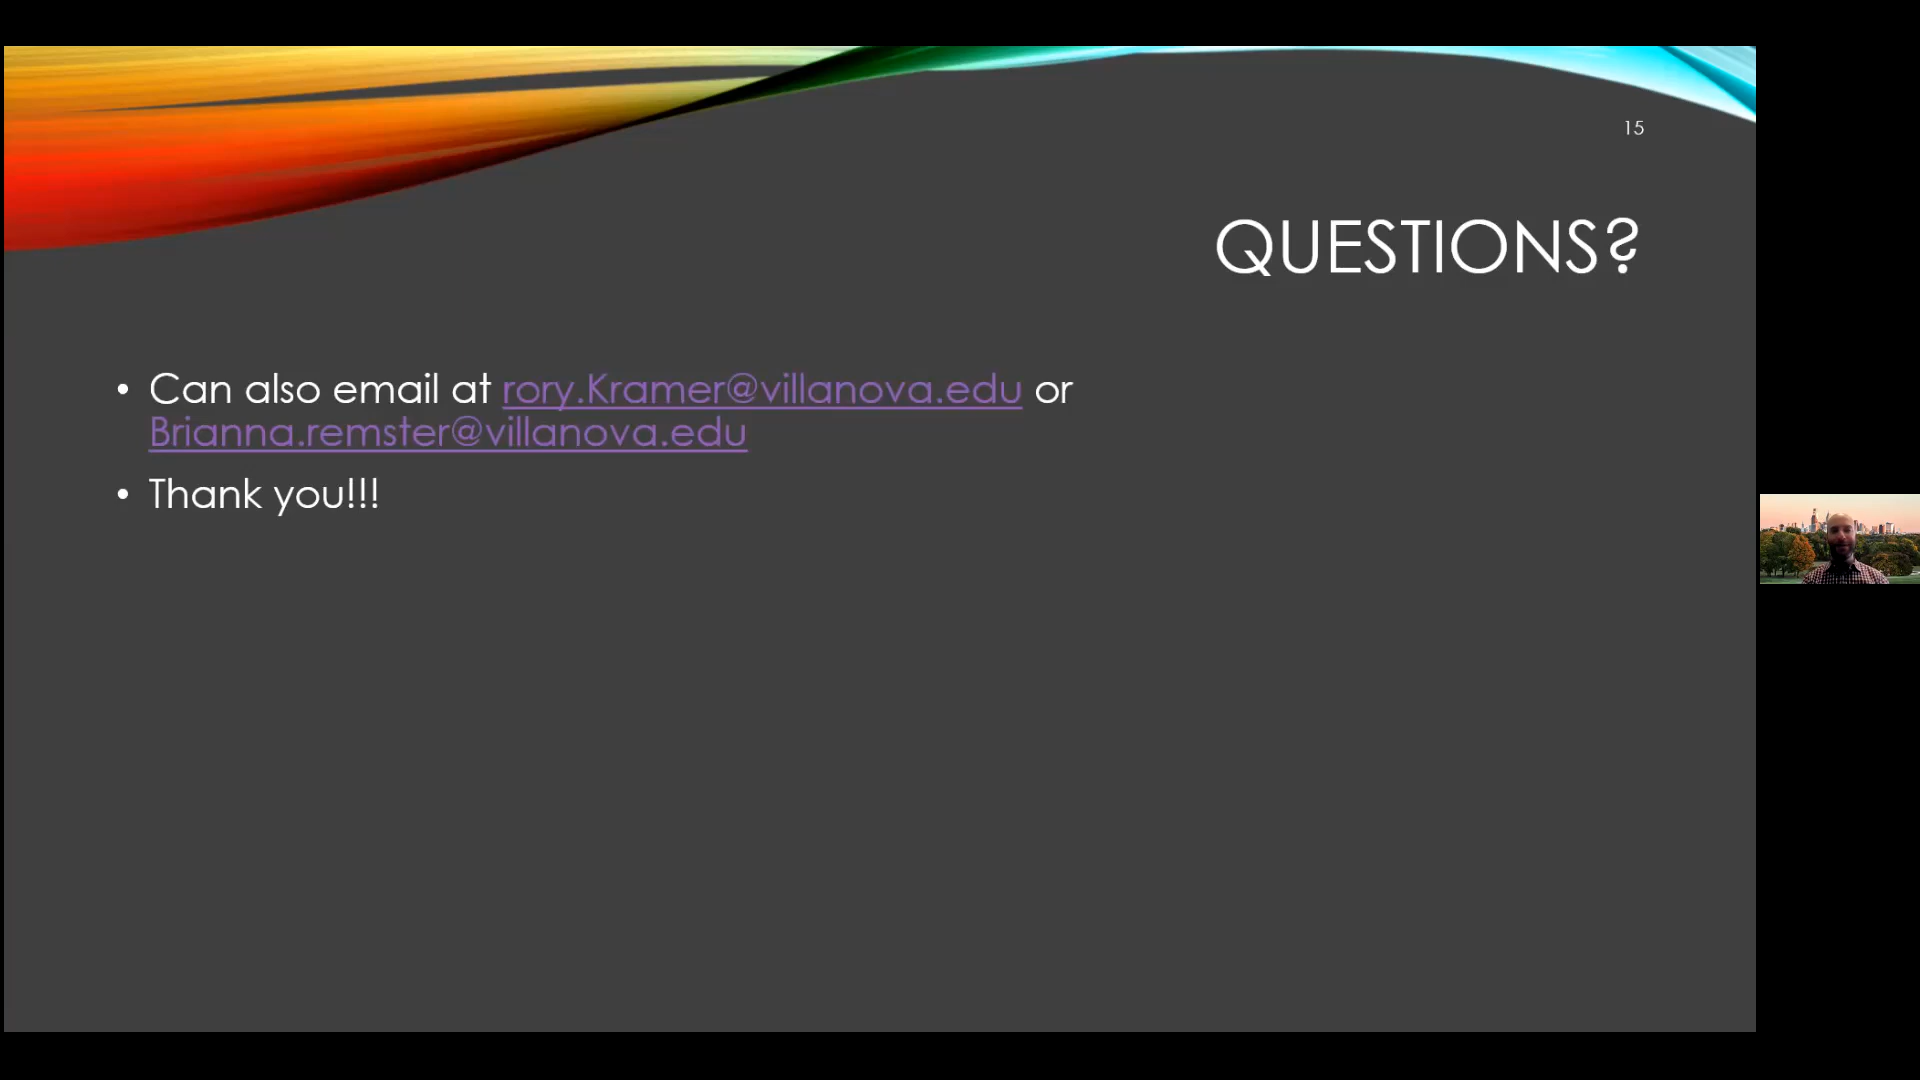 15
QUESTIONS?
• Can also email at rory.Kramer@villanova.edu or
Brianna.remster@villanova.edu
• Thank you!!!